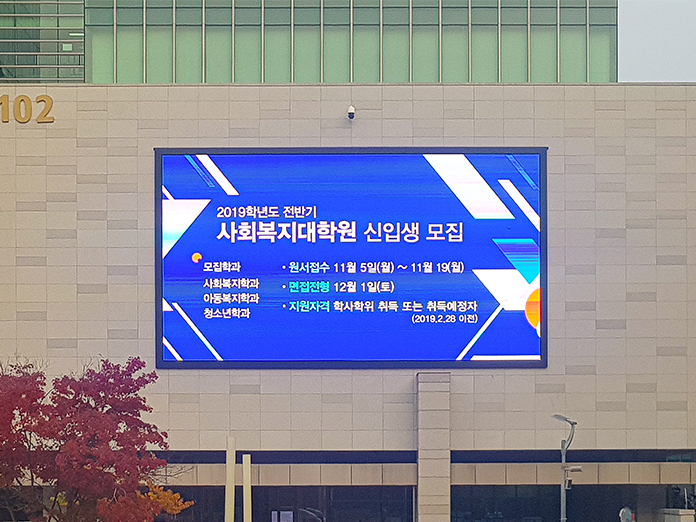 102
2019학년도 전반기
사회복지대학원 신입생 모집
모집학과
사회복지학과
아동복지학과
청소년학과
· 원서접수 11월 5일(월) ~ 11월 19(월)
· 면접전형 12월 1일(토)
· 지원자격 학사학위 취득 또는 취득예정자
(2019.2.28 이전)